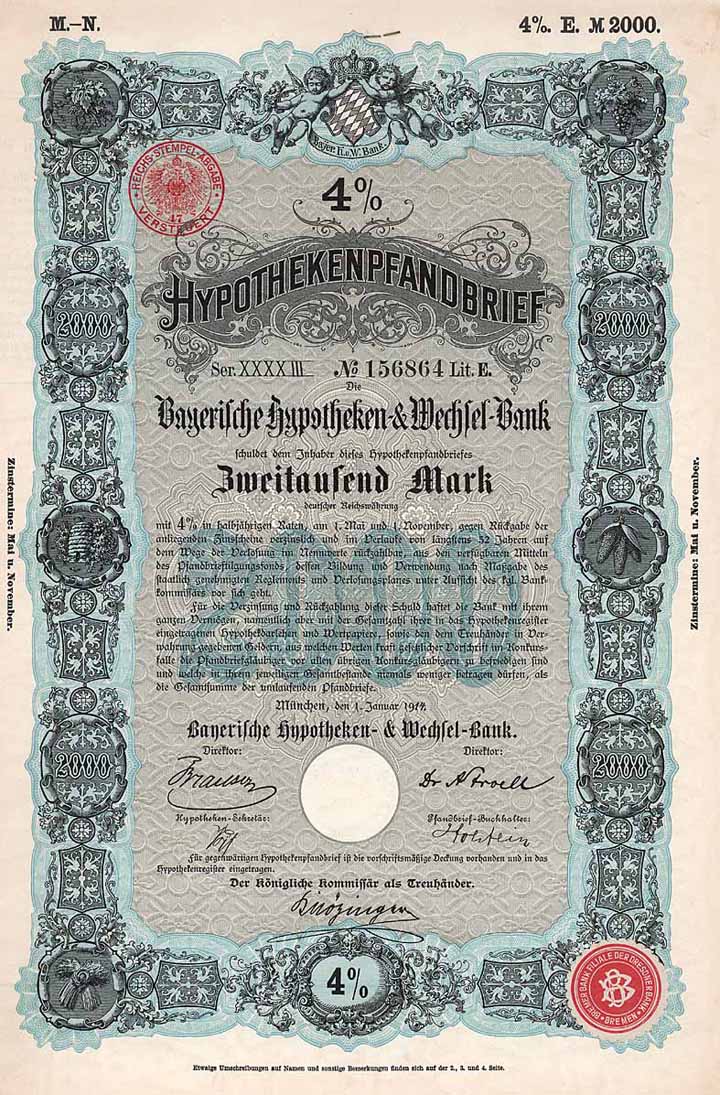 M.-N.
4%. E. M 2000.
Bayer. H. u. W. Bank.
REICHS-STEMPEL-ABGABE
17
VERSTEUERT
4%
HYPOTHEKENPFANDBRIEF
Ser. XXXXIII No 156864 Lit. E.
Die
Bayerische Hypotheken-& Wechsel-Bank
schuldet dem Inhaber dieses Hypothekenpfandbriefes
Zweitausend Mark
deutscher Reichswährung
mit 4% in halbjährigen Raten, am 1. Mai und 1. November, gegen Rückgabe der
anliegenden Zinsscheine verzinslich und im Verlaufe von längstens 52 Jahren auf
dem Wege der Verlosung im Nennwerte rückzahlbar, aus den verfügbaren Mitteln
des Pfandbrieftilgungsfonds dessen Bildung und Verwendung nach Maßgabe des
staatlich genehmigten Reglements und Verlosungsplanes unter Aufsicht des kgl. Bank-
kommissärs vor sich geht.
Für die Verzinsung und Rückzahlung dieser Schuld haftet die Bank mit ihrem
ganzen Vermögen, namentlich aber mit der Gesamtzahl ihrer in das Hypothekenregister
eingetragenen Hypothekdarlehen und Wertpapiere, sowie den dem Treuhänder in Ver-
wahrung gegebenen Geldern, aus welchen Werten kraft gesetzlicher Vorschrift im Konkurs-
falle die Pfandbriefgläubiger vor allen übrigen Konkursgläubigern zu befriedigen sind
und welche in ihrem jeweiligen Gesamtbestande niemals weniger betragen dürfen, als
die Gesamtsumme der umlaufenden Pfandbriefe.
München, den 1. Januar 1914.
Bayerische Hypotheken- & Wechsel-Bank.
Direktor:
Direktor:
Hypotheken-Sekretär:
Pfandbrief-Buchhalter:
Holstein
Für gegenwärtigen Hypothekenpfandbrief ist die vorschriftsmäßige Deckung vorhanden und in das
Hypothekenregister eingetragen.
Der Königliche Kommissär als Treuhänder.
4%
2000
2000
2000
2000
Zinstermine: Mai u. November.
Zinstermine: Mai u. November.
BREMER BANK FILIALE DER DRESDNER BANK
BREMEN
Etwaige Umschreibungen auf Namen und sonstige Bemerkungen finden sich auf der 2., 3. und 4. Seite.